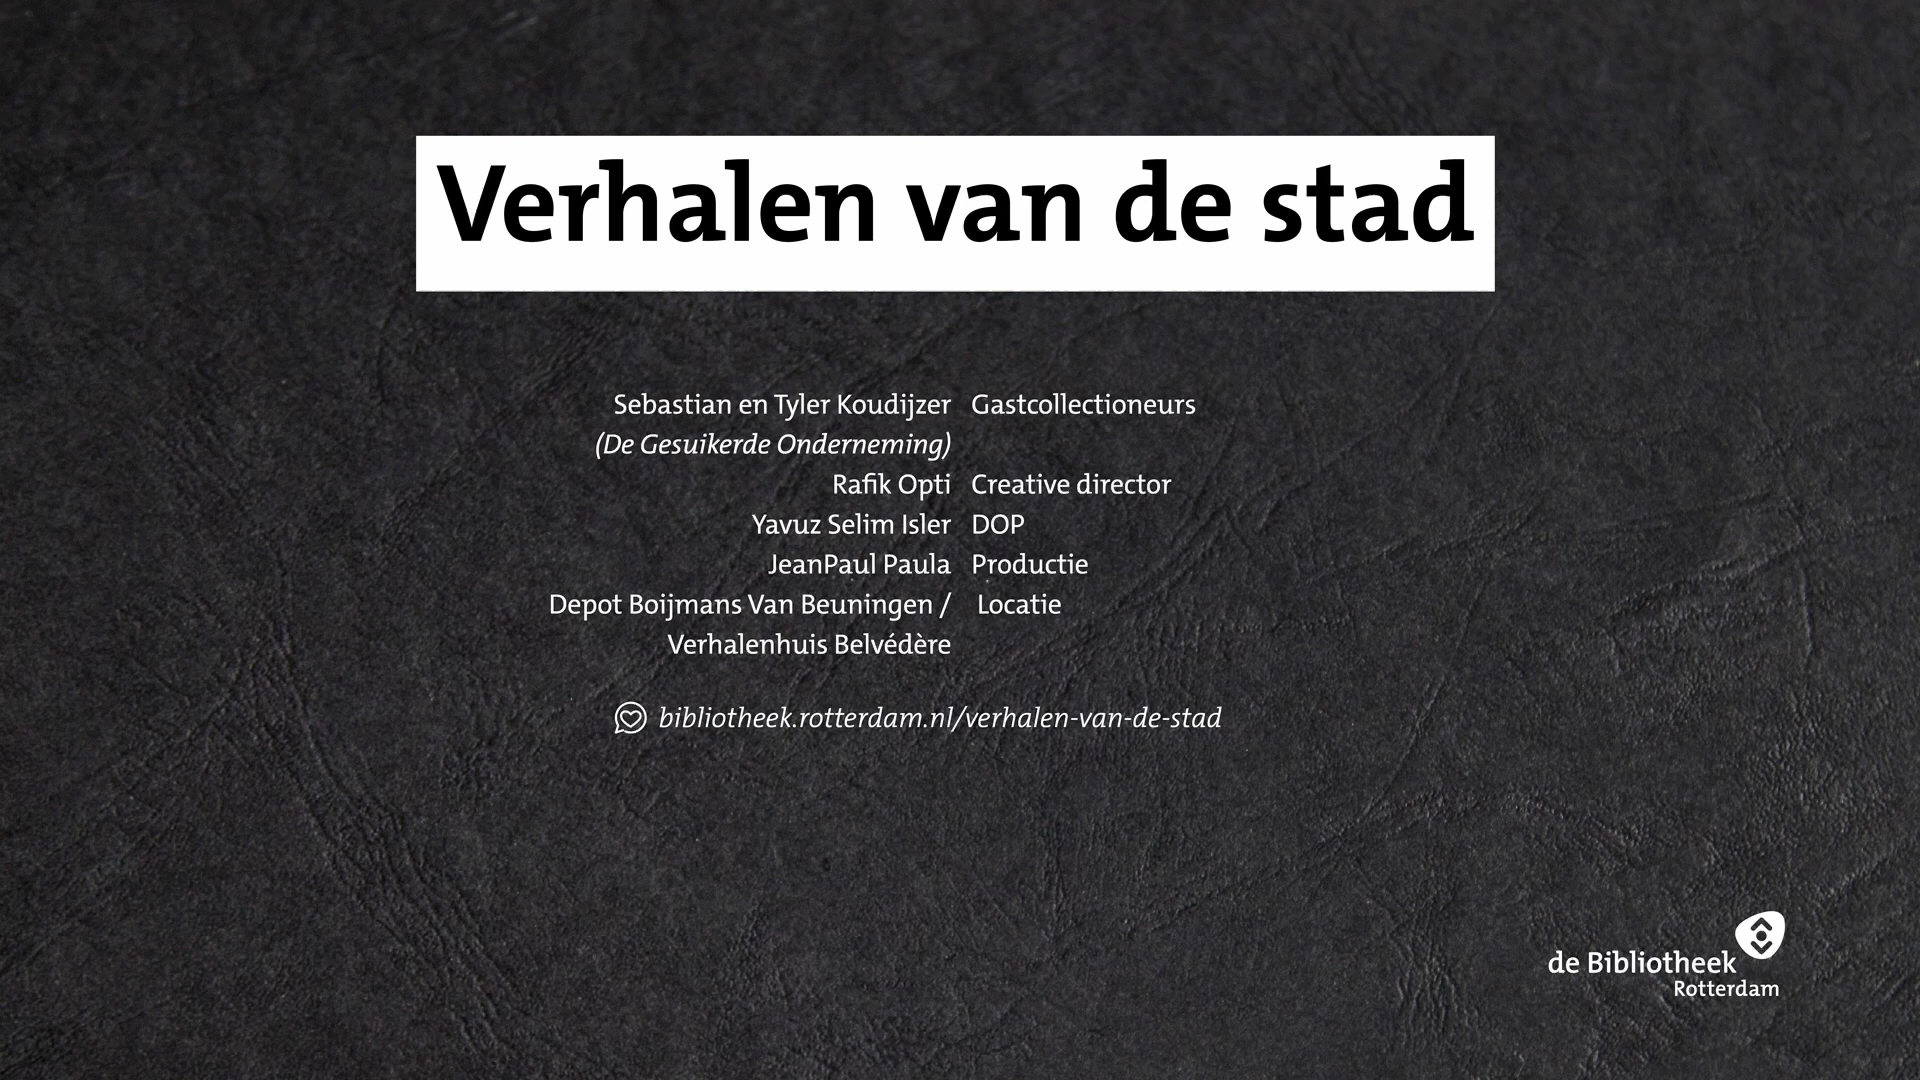 Verhalen van de stad
Sebastian en Tyler Koudijzer Gastcollectioneurs
(De Gesuikerde Onderneming)
Rafik Opti Creative director
Yavuz Selim Isler DOP
JeanPaul Paula Productie
Depot Boijmans Van Beuningen / Locatie
Verhalenhuis Belvédère
bibliotheek.rotterdam.nl/verhalen-van-de-stad
de Bibliotheek
Rotterdam